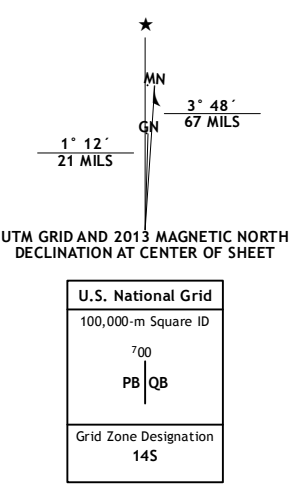 ★
MN
3° 48´
67 MILS
GN
1° 12´
21 MILS
UTM GRID AND 2013 MAGNETIC NORTH
DECLINATION AT CENTER OF SHEET
U.S. National Grid
100,000-m Square ID
⁷00
PB QB
Grid Zone Designation
14S